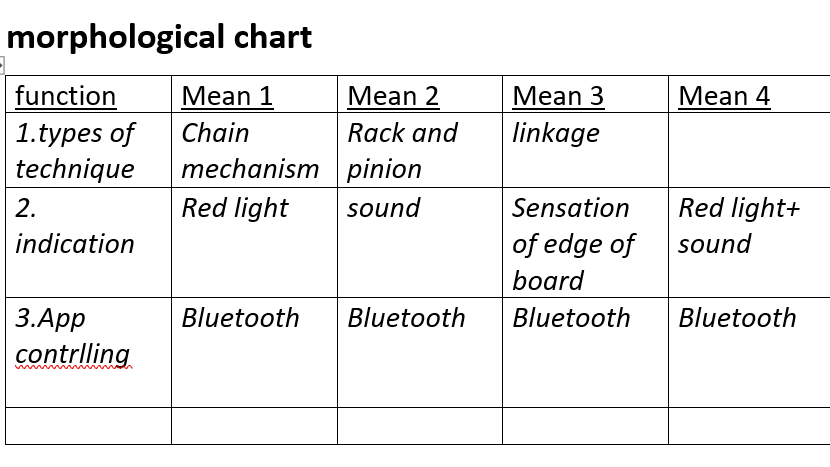 morphological chart
function Mean 1 Mean 2 Mean 3 Mean 4
1.types of Chain Rack and linkage
technique mechanism pinion
2. Red light sound Sensation Red light+
indication of edge of sound
board
3.App Bluetooth Bluetooth Bluetooth Bluetooth
contrlling